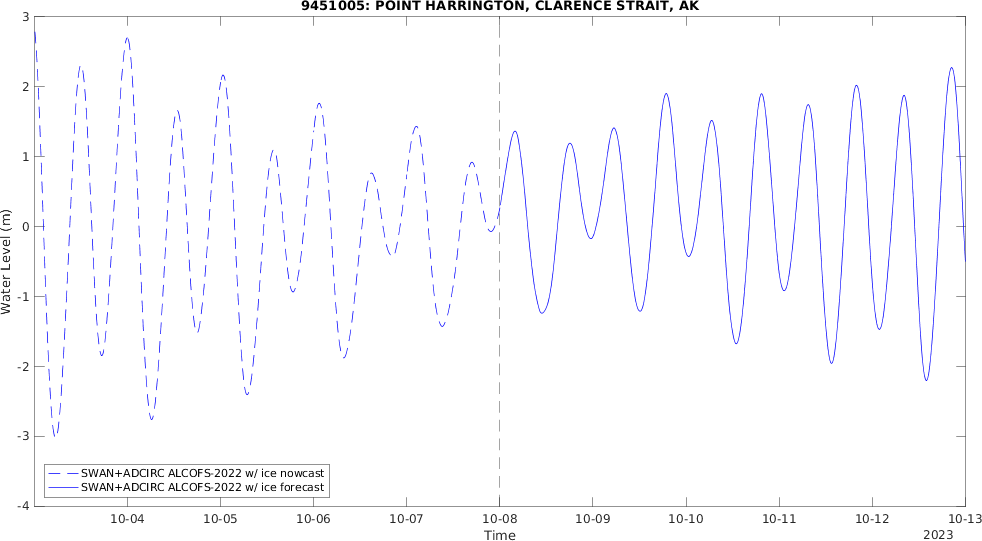 9451005: POINT HARRINGTON, CLARENCE STRAIT, AK
3
2
1
0
-1
-2
-3
-4
Water Level (m)
SWAN+ADCIRC ALCOFS-2022 w/ ice nowcast
SWAN+ADCIRC ALCOFS-2022 w/ ice forecast
10-04 10-05 10-06 10-07 10-08 10-09 10-10 10-11 10-12 10-13
Time
2023